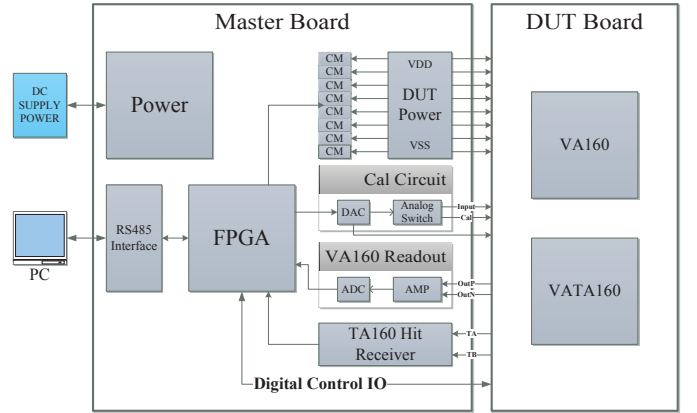 Master Board
DUT Board
DC
SUPPLY
POWER
Power
CM
CM
CM
CM
CM
CM
CM
CM
VDD
DUT
Power
VSS
VA160
Cal Circuit
DAC
Analog
Switch
Input
Cal
PC
RS485
Interface
FPGA
VA160 Readout
ADC
AMP
OutP
OutN
VATA160
TA160 Hit
Receiver
TA
TB
Digital Control IO